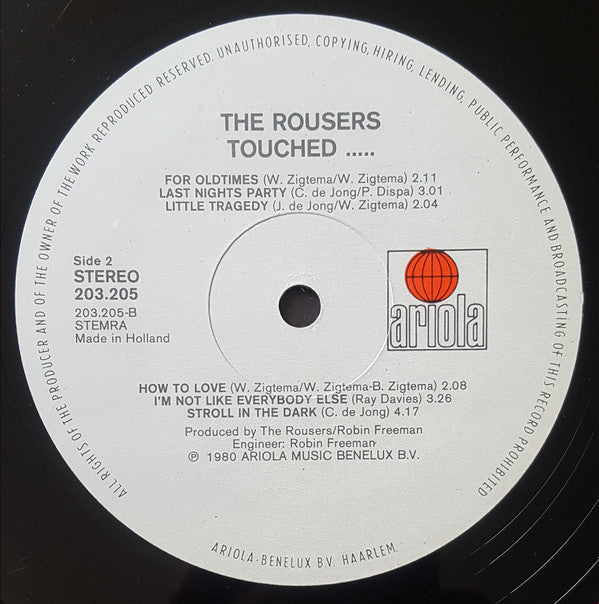 ALL RIGHTS OF THE PRODUCER AND OF THE OWNER OF THE WORK REPRODUCED RESERVED. UNAUTHORISED, COPYING, HIRING, LENDING, PUBLIC PERFORMANCE AND BROADCASTING OF THIS RECORD PROHIBITED
THE ROUSERS
TOUCHED .....
FOR OLDTIMES (W. Zigtema/W. Zigtema) 2.11
LAST NIGHTS PARTY (C. de Jong/P. Dispa) 3.01
LITTLE TRAGEDY (J. de Jong/W. Zigtema) 2.04
Side 2
STEREO
203.205
203.205-B
STEMRA
Made in Holland
ariola
HOW TO LOVE (W. Zigtema/W. Zigtema-B. Zigtema) 2.08
I'M NOT LIKE EVERYBODY ELSE (Ray Davies) 3.26
STROLL IN THE DARK (C. de Jong) 4.17
Produced by The Rousers/Robin Freeman
Engineer: Robin Freeman
℗ 1980 ARIOLA MUSIC BENELUX B.V.
ARIOLA-BENELUX B.V. HAARLEM.